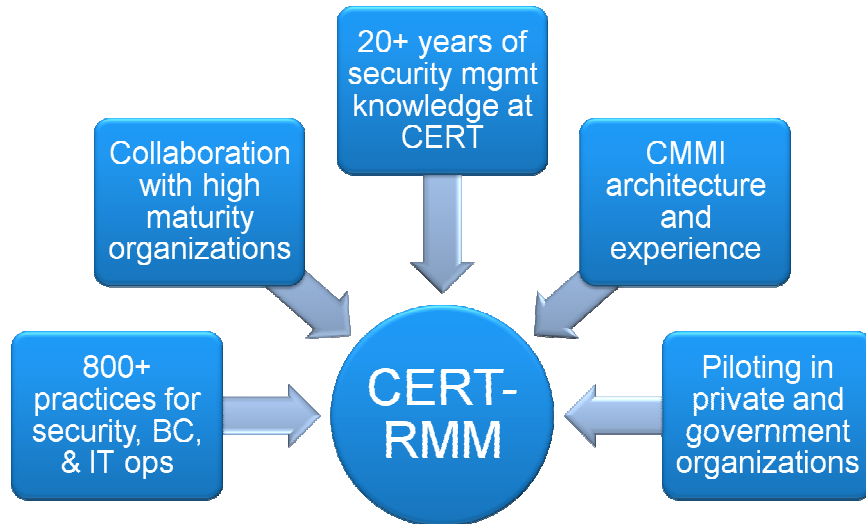 20+ years of
security mgmt
knowledge at
CERT
Collaboration
with high
maturity
organizations
CMMI
architecture
and
experience
800+
practices for
security, BC,
& IT ops
CERT-
RMM
Piloting in
private and
government
organizations